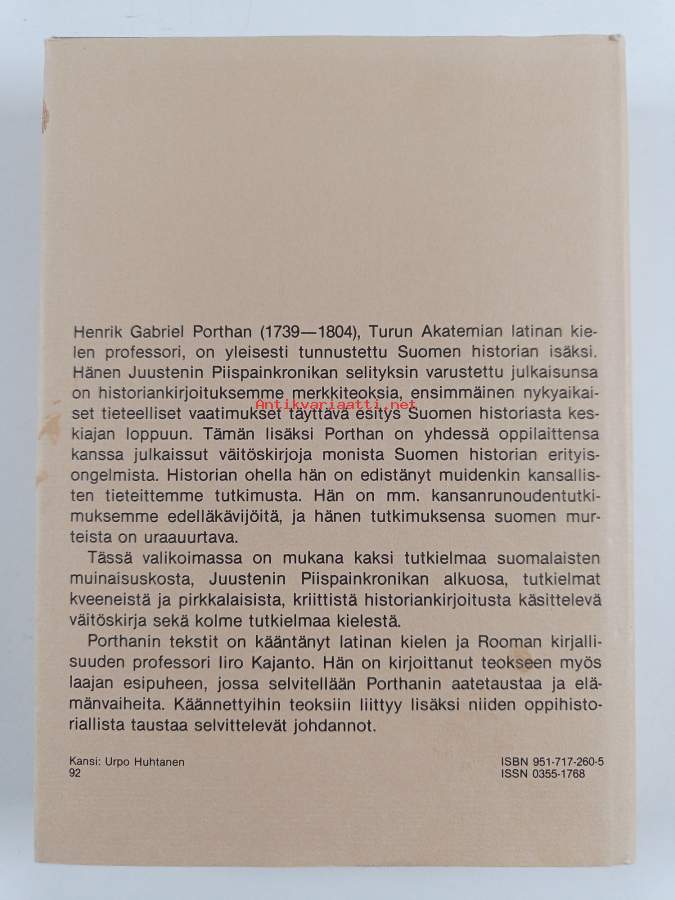 Henrik Gabriel Porthan (1739—1804), Turun Akatemian latinan kie-
len professori, on yleisesti tunnustettu Suomen historian isäksi.
Hänen Juustenin Piispainkronikan selityksin varustettu julkaisunsa
on historiankirjoituksemme merkkiteoksia, ensimmäinen nykyaikai-
Antikvariaatti.net
set tieteelliset vaatimukset täyttävä esitys Suomen historiasta kes-
kiajan loppuun. Tämän lisäksi Porthan on yhdessä oppilaittensa
kanssa julkaissut väitöskirjoja monista Suomen historian erityis-
ongelmista. Historian ohella hän on edistänyt muidenkin kansallis-
ten tieteittemme tutkimusta. Hän on mm. kansanrunoudentutki-
muksemme edelläkävijöitä, ja hänen tutkimuksensa suomen mur-
teista on uraauurtava.
Tässä valikoimassa on mukana kaksi tutkielmaa suomalaisten
muinaisuskosta, Juustenin Piispainkronikan alkuosa, tutkielmat
kveeneistä ja pirkkalaisista, kriittistä historiankirjoitusta käsittelevä
väitöskirja sekä kolme tutkielmaa kielestä.
Porthanin tekstit on kääntänyt latinan kielen ja Rooman kirjalli-
suuden professori Iiro Kajanto. Hän on kirjoittanut teokseen myös
laajan esipuheen, jossa selvitellään Porthanin aatetaustaa ja elä-
mänvaiheita. Käännettyihin teoksiin liittyy lisäksi niiden oppihisto-
riallista taustaa selvittelevät johdannot.
Kansi: Urpo Huhtanen
92
ISBN 951-717-260-5
ISSN 0355-1768